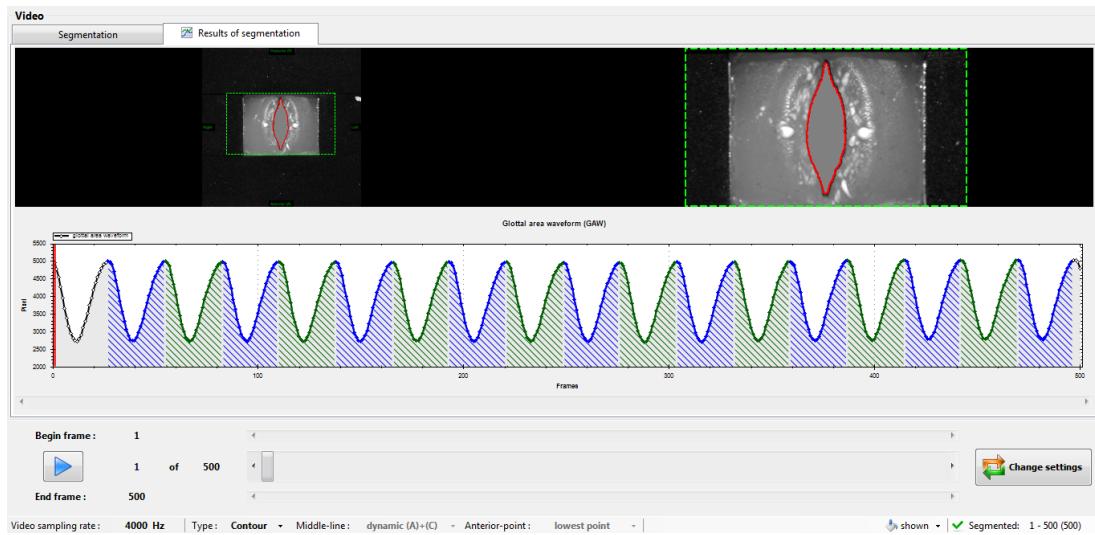 Video
Segmentation Results of segmentation
Right Left
Glottal area waveform (GAW)
glottal area waveform
5500
5000
4500
4000
3500
3000
2500
2000
Pixel
0 100 200 300 400 500
Frames
Begin frame : 1
1 of 500
Change settings
End frame : 500
Video sampling rate : 4000 Hz Type : Contour Middle-line : dynamic (A)+(C) Anterior-point : lowest point shown Segmented: 1 - 500 (500)